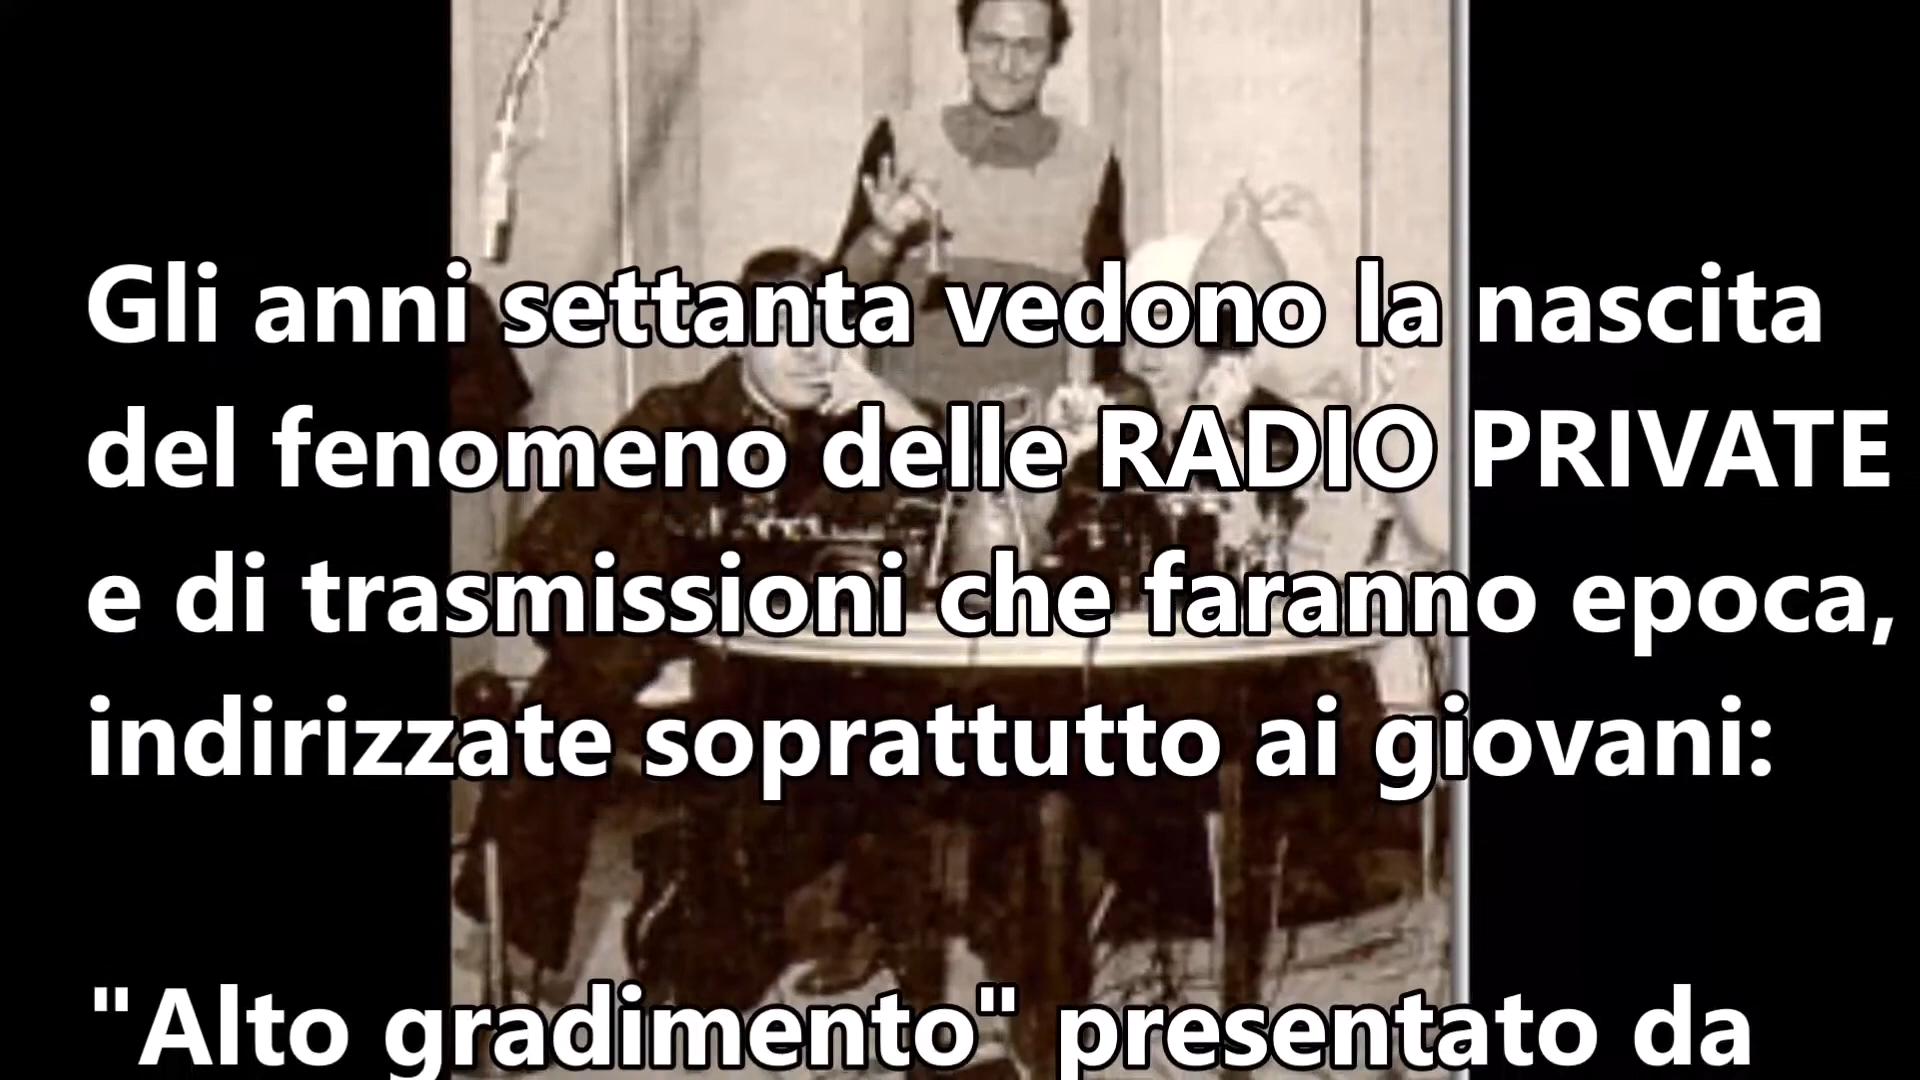 Gli anni settanta vedono la nascita
del fenomeno delle RADIO PRIVATE
e di trasmissioni che faranno epoca,
indirizzate soprattutto ai giovani:
"Alto gradimento" presentato da